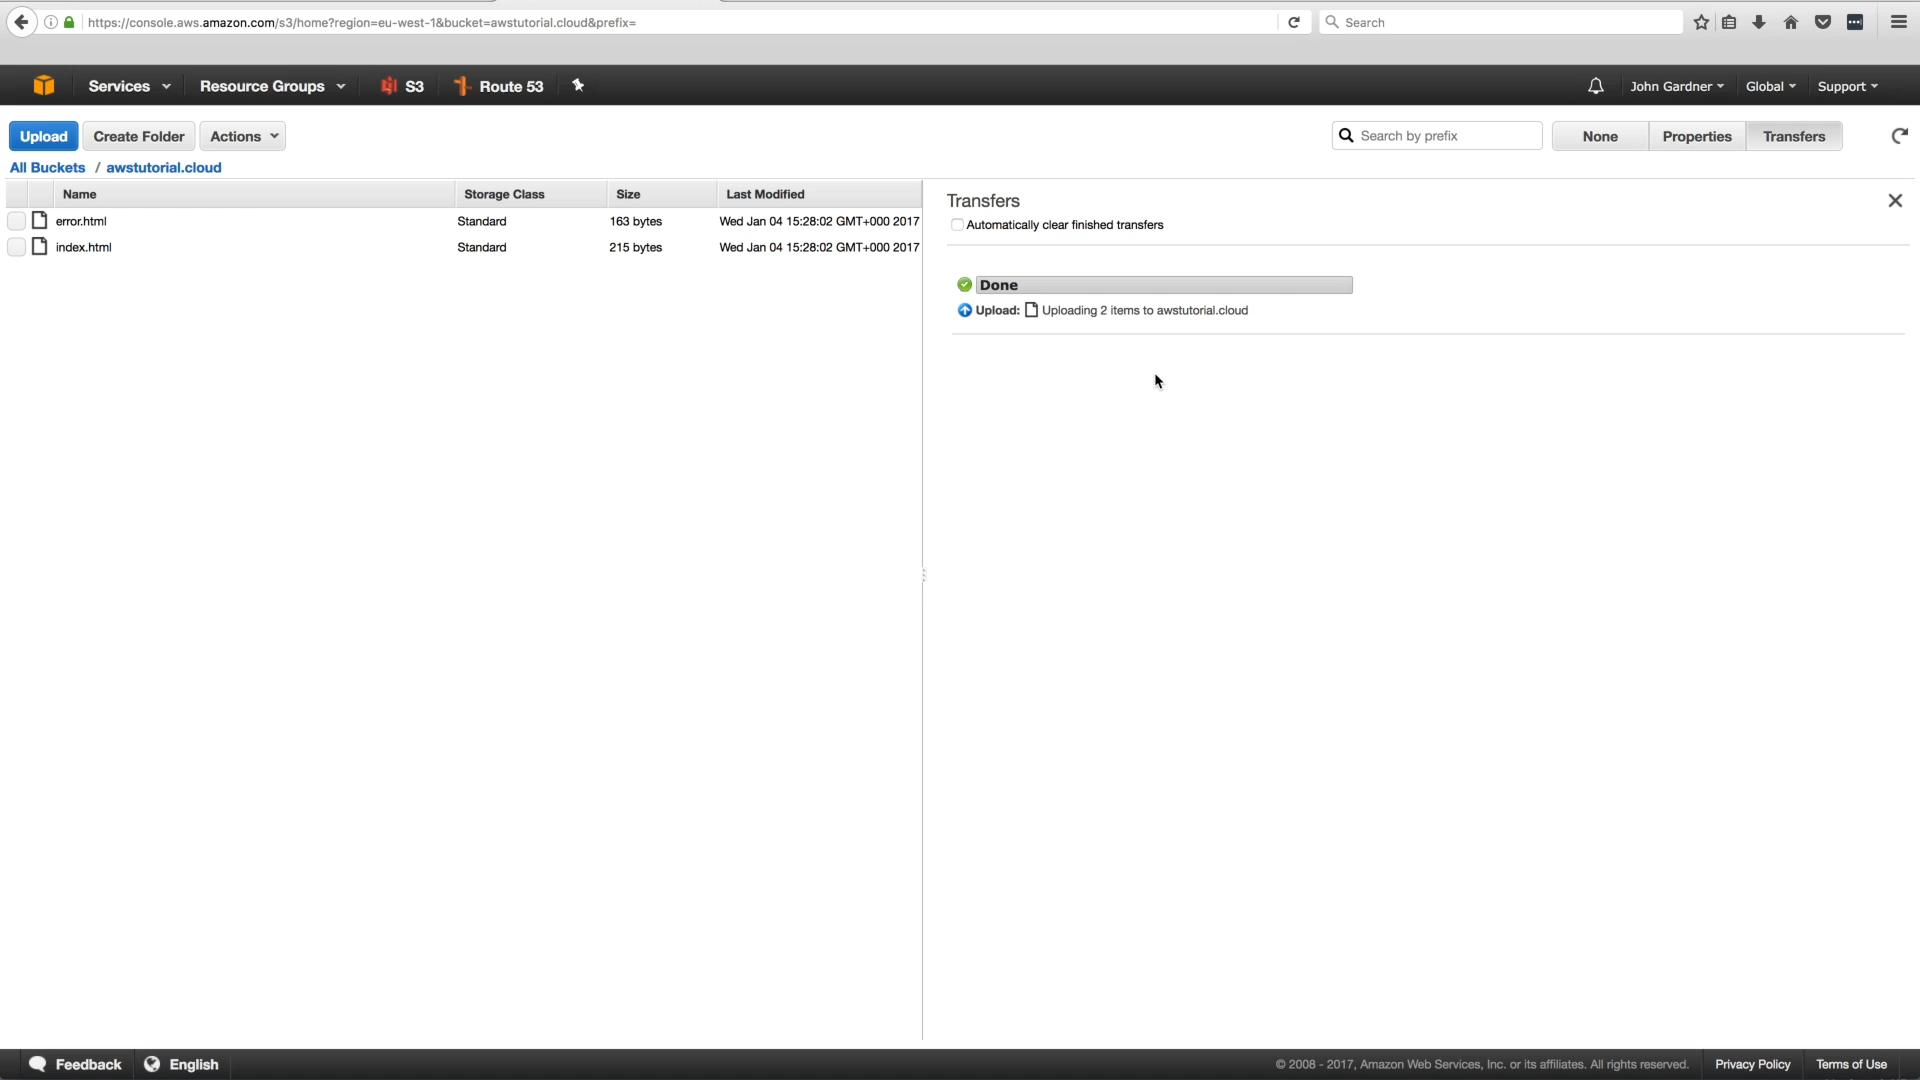 https://console.aws.amazon.com/s3/home?region=eu-west-1&bucket=awstutorial.cloud&prefix=
Search
Services
Resource Groups
S3
Route 53
John Gardner
Global
Support
Upload
Create Folder
Actions
Search by prefix
None
Properties
Transfers
All Buckets / awstutorial.cloud
Name Storage Class Size Last Modified
error.html Standard 163 bytes Wed Jan 04 15:28:02 GMT+000 2017
index.html Standard 215 bytes Wed Jan 04 15:28:02 GMT+000 2017
Transfers
Automatically clear finished transfers
Done
Upload: Uploading 2 items to awstutorial.cloud
Feedback
English
© 2008 - 2017, Amazon Web Services, Inc. or its affiliates. All rights reserved.
Privacy Policy
Terms of Use